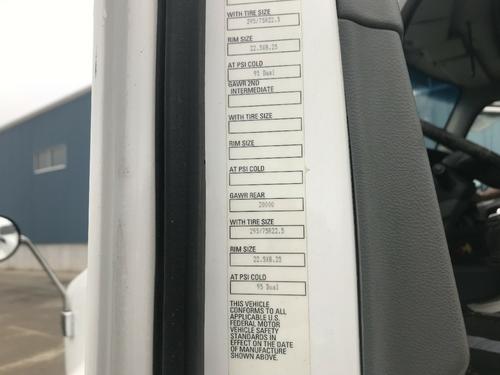 WITH TIRE SIZE
295/75R22.5
RIM SIZE
22.5X8.25
AT PSI COLD
95 Dual
GAWR 2ND
INTERMEDIATE
WITH TIRE SIZE
RIM SIZE
AT PSI COLD
GAWR REAR
20000
WITH TIRE SIZE
295/75R22.5
RIM SIZE
22.5X8.25
AT PSI COLD
95 Dual
THIS VEHICLE
CONFORMS TO ALL
APPLICABLE U.S.
FEDERAL MOTOR
VEHICLE SAFETY
STANDARDS IN
EFFECT ON THE DATE
OF MANUFACTURE
SHOWN ABOVE.